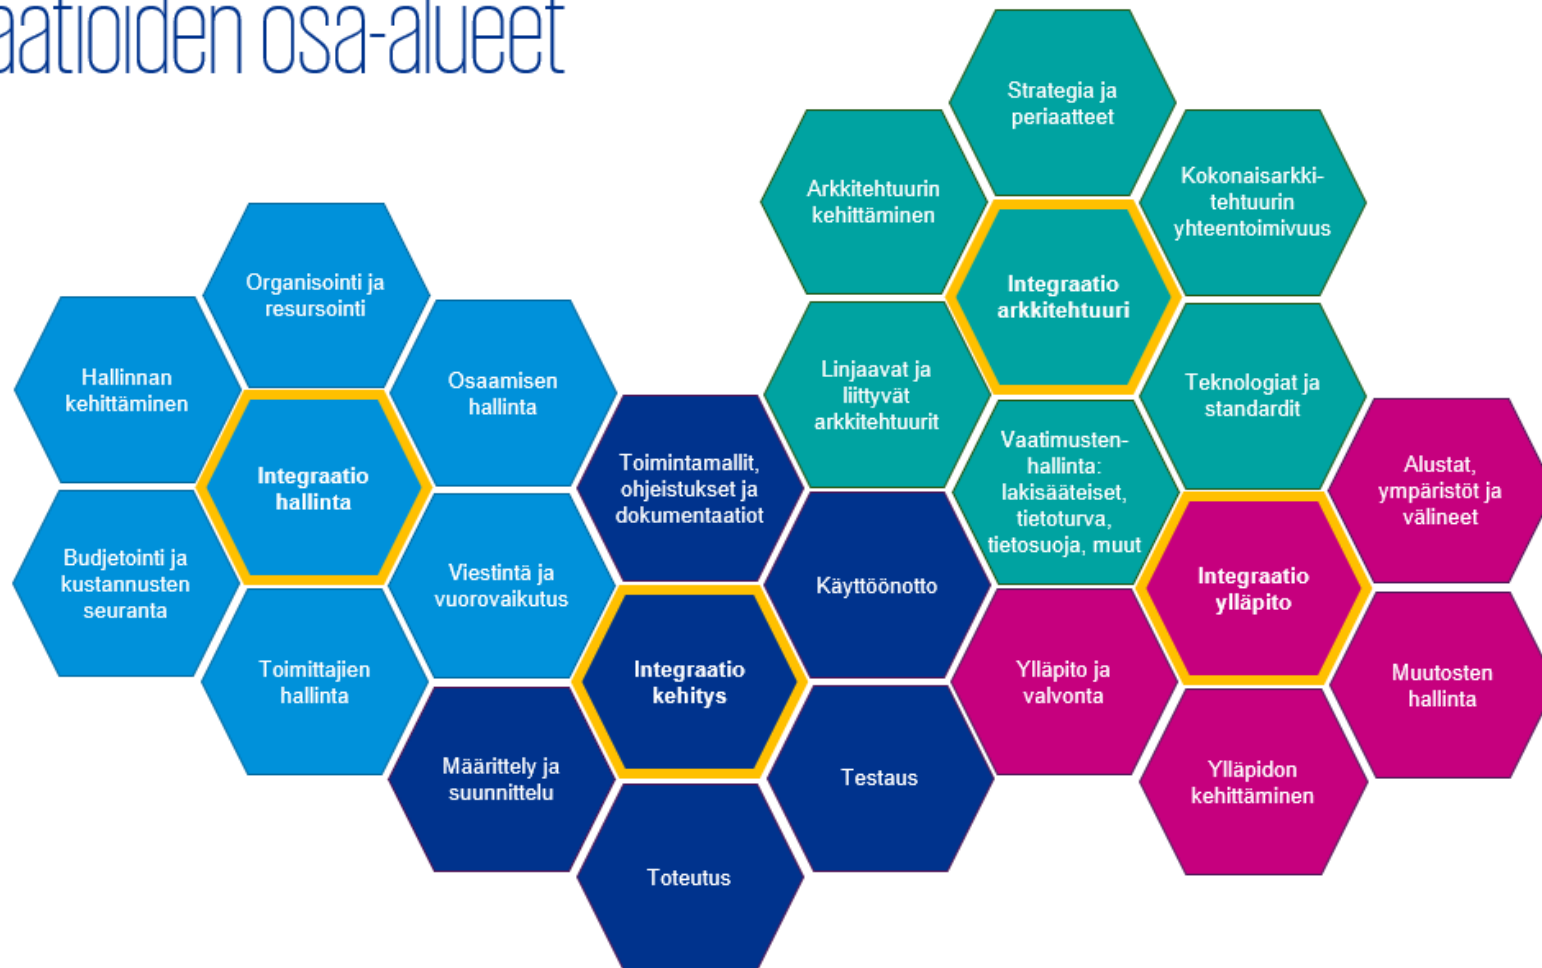 aatioiden osa-alueet
Strategia ja
periaatteet
Arkkitehtuurin
kehittäminen
Kokonaisarkki-
tehtuurin
yhteentoimivuus
Integraatio
arkkitehtuuri
Linjaavat ja
liittyvät
arkkitehtuurit
Teknologiat ja
standardit
Vaatimusten-
hallinta:
lakisääteiset,
tietoturva,
tietosuoja, muut
Organisointi ja
resursointi
Hallinnan
kehittäminen
Osaamisen
hallinta
Integraatio
hallinta
Budjetointi ja
kustannusten
seuranta
Viestintä ja
vuorovaikutus
Toimittajien
hallinta
Toimintamallit,
ohjeistukset ja
dokumentaatiot
Käyttöönotto
Integraatio
kehitys
Määrittely ja
suunnittelu
Testaus
Toteutus
Alustat,
ympäristöt ja
välineet
Integraatio
ylläpito
Ylläpito ja
valvonta
Muutosten
hallinta
Ylläpidon
kehittäminen